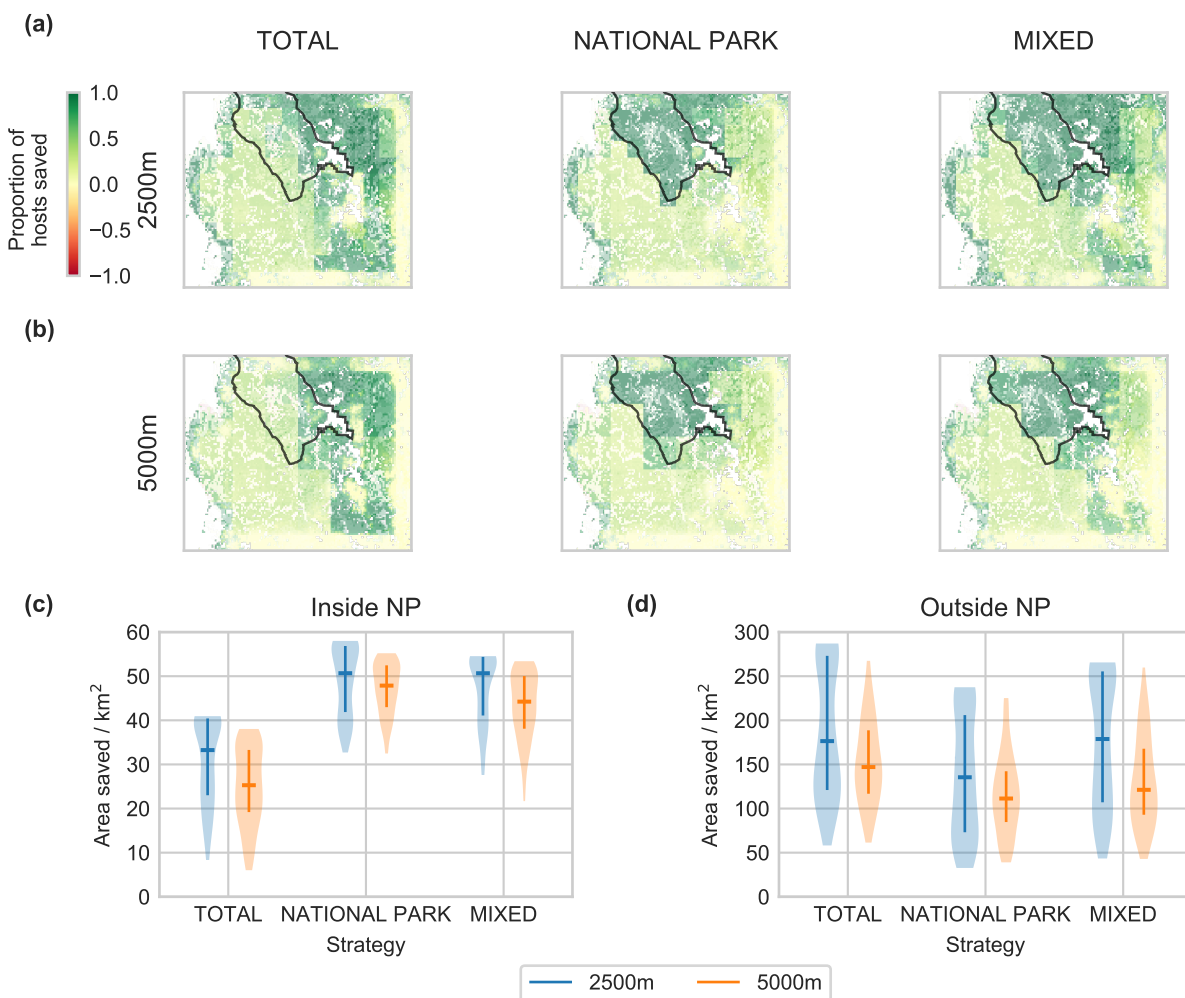 (a)
TOTAL
NATIONAL PARK
MIXED
Proportion of
hosts saved
1.0
0.5
0.0
−0.5
−1.0
2500m
(b)
5000m
(c)
Inside NP
Area saved / km²
60
50
40
30
20
10
0
TOTAL
NATIONAL PARK
MIXED
Strategy
(d)
Outside NP
Area saved / km²
300
250
200
150
100
50
0
TOTAL
NATIONAL PARK
MIXED
Strategy
2500m
5000m